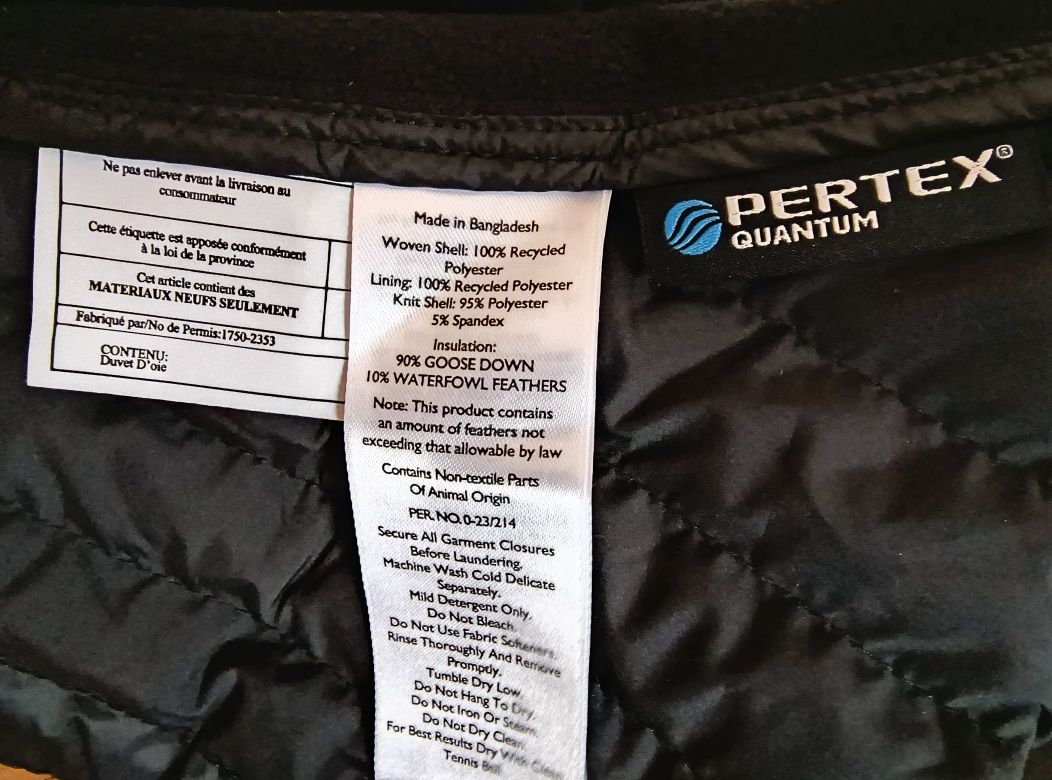 Ne pas enlever avant la livraison au
consommateur
Cette étiquette est apposée conformément
à la loi de la province
Cet article contient des
MATERIAUX NEUFS SEULEMENT
Fabriqué par/No de Permis:1750-2353
CONTENU:
Duvet D'oie
Made in Bangladesh
Woven Shell: 100% Recycled
Polyester
Lining: 100% Recycled Polyester
Knit Shell: 95% Polyester
5% Spandex
Insulation:
90% GOOSE DOWN
10% WATERFOWL FEATHERS
Note: This product contains
an amount of feathers not
exceeding that allowable by law
Contains Non-textile Parts
Of Animal Origin
PER.NO.0-23/214
Secure All Garment Closures
Before Laundering,
Machine Wash Cold Delicate
Separately.
Mild Detergent Only.
Do Not Bleach.
Do Not Use Fabric Softeners.
Rinse Thoroughly And Remove
Promptly.
Tumble Dry Low.
Do Not Hang To Dry.
Do Not Iron Or Steam
Do Not Dry Clean.
For Best Results Dry With Clean
Tennis Ball
PERTEX®
QUANTUM